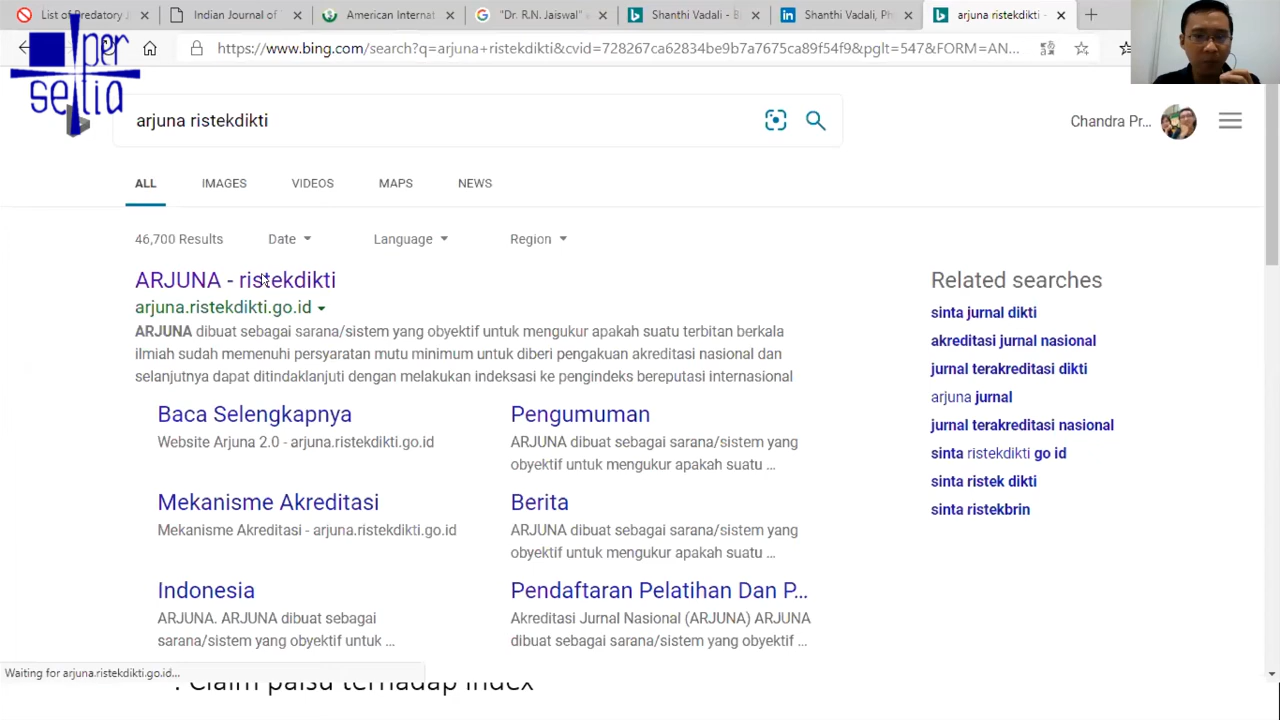 List of Predatory J
Indian Journal of
American Internat
"Dr. R.N. Jaiswal"
Shanthi Vadali - B
Shanthi Vadali, Ph
arjuna ristekdikti -
https://www.bing.com/search?q=arjuna+ristekdikti&cvid=728267ca62834be9b7a7675ca89f54f9&pglt=547&FORM=AN...
per
setia
arjuna ristekdikti
Chandra Pr...
ALL IMAGES VIDEOS MAPS NEWS
46,700 Results Date Language Region
ARJUNA - ristekdikti
arjuna.ristekdikti.go.id
ARJUNA dibuat sebagai sarana/sistem yang obyektif untuk mengukur apakah suatu terbitan berkala
ilmiah sudah memenuhi persyaratan mutu minimum untuk diberi pengakuan akreditasi nasional dan
selanjutnya dapat ditindaklanjuti dengan melakukan indeksasi ke pengindeks bereputasi internasional
Baca Selengkapnya
Website Arjuna 2.0 - arjuna.ristekdikti.go.id
Pengumuman
ARJUNA dibuat sebagai sarana/sistem yang
obyektif untuk mengukur apakah suatu ...
Mekanisme Akreditasi
Mekanisme Akreditasi - arjuna.ristekdikti.go.id
Berita
ARJUNA dibuat sebagai sarana/sistem yang
obyektif untuk mengukur apakah suatu ...
Indonesia
ARJUNA. ARJUNA dibuat sebagai
sarana/sistem yang obyektif untuk ...
Pendaftaran Pelatihan Dan P...
Akreditasi Jurnal Nasional (ARJUNA) ARJUNA
dibuat sebagai sarana/sistem yang obyektif ...
Related searches
sinta jurnal dikti
akreditasi jurnal nasional
jurnal terakreditasi dikti
arjuna jurnal
jurnal terakreditasi nasional
sinta ristekdikti go id
sinta ristek dikti
sinta ristekbrin
Waiting for arjuna.ristekdikti.go.id...
. Claim palsu terhadap index